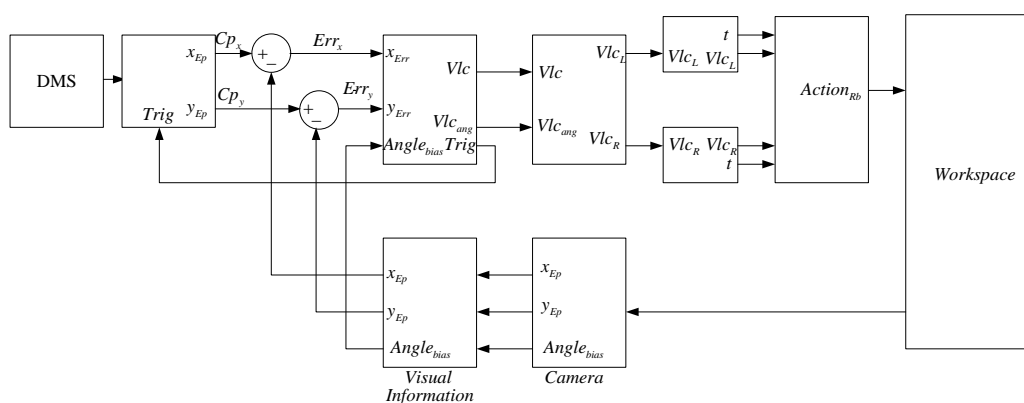 DMS
x_Ep
y_Ep
Trig
Cp_x
Cp_y
+
−
Err_x
+
−
Err_y
x_Err
y_Err
Angle_bias
Vlc
Vlc_ang
Trig
Vlc
Vlc_ang
Vlc_L
Vlc_R
t
Vlc_L Vlc_L
Vlc_R Vlc_R
t
Action_Rb
Workspace
x_Ep
y_Ep
Angle_bias
Visual
Information
x_Ep
y_Ep
Angle_bias
Camera